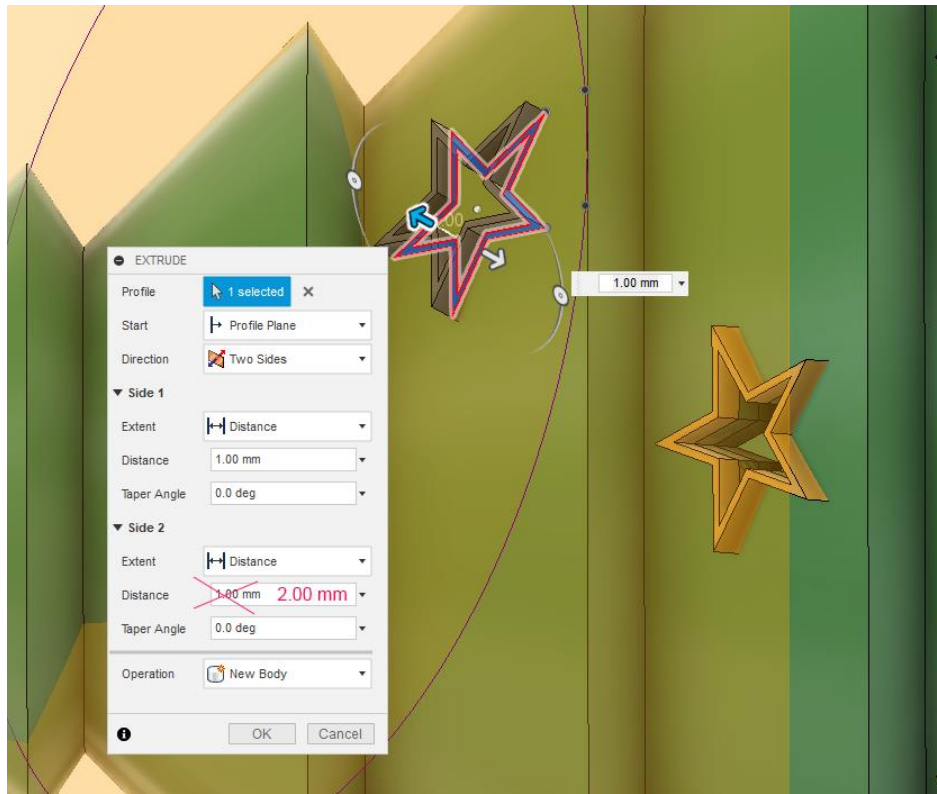 .00
EXTRUDE
Profile 1 selected
1.00 mm
Start Profile Plane
Direction Two Sides
Side 1
Extent Distance
Distance 1.00 mm
Taper Angle 0.0 deg
Side 2
Extent Distance
Distance 1.00 mm 2.00 mm
Taper Angle 0.0 deg
Operation New Body
OK Cancel